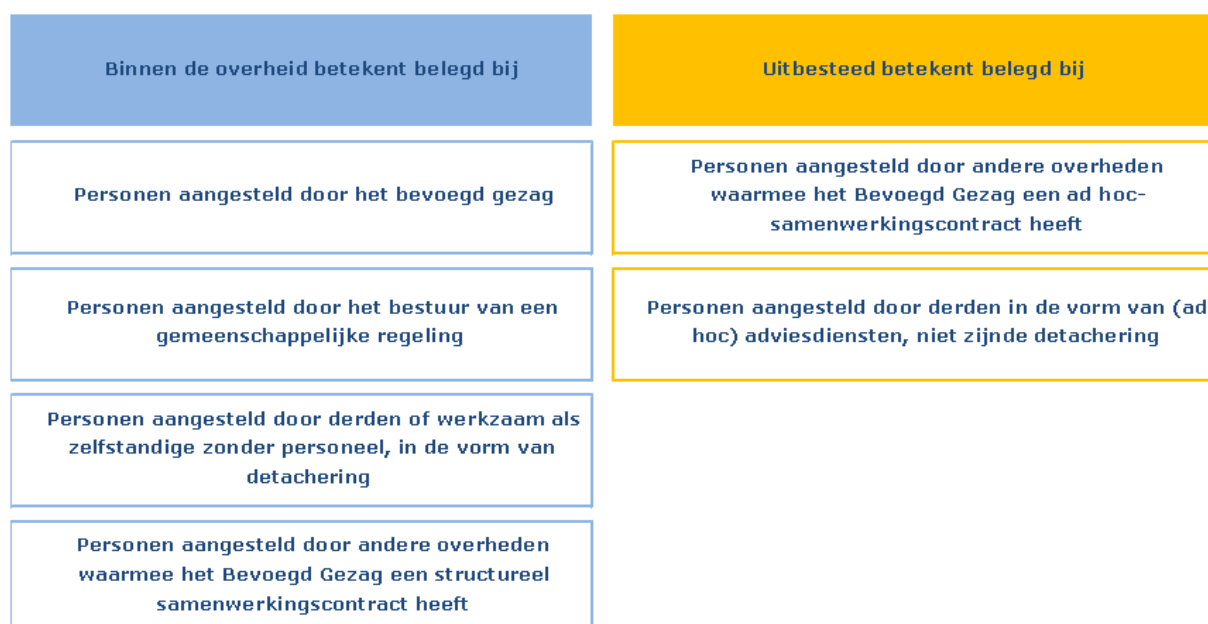 Binnen de overheid betekent belegd bij
Uitbesteed betekent belegd bij
Personen aangesteld door het bevoegd gezag
Personen aangesteld door andere overheden
waarmee het Bevoegd Gezag een ad hoc-
samenwerkingscontract heeft
Personen aangesteld door het bestuur van een
gemeenschappelijke regeling
Personen aangesteld door derden in de vorm van (ad
hoc) adviesdiensten, niet zijnde detachering
Personen aangesteld door derden of werkzaam als
zelfstandige zonder personeel, in de vorm van
detachering
Personen aangesteld door andere overheden
waarmee het Bevoegd Gezag een structureel
samenwerkingscontract heeft